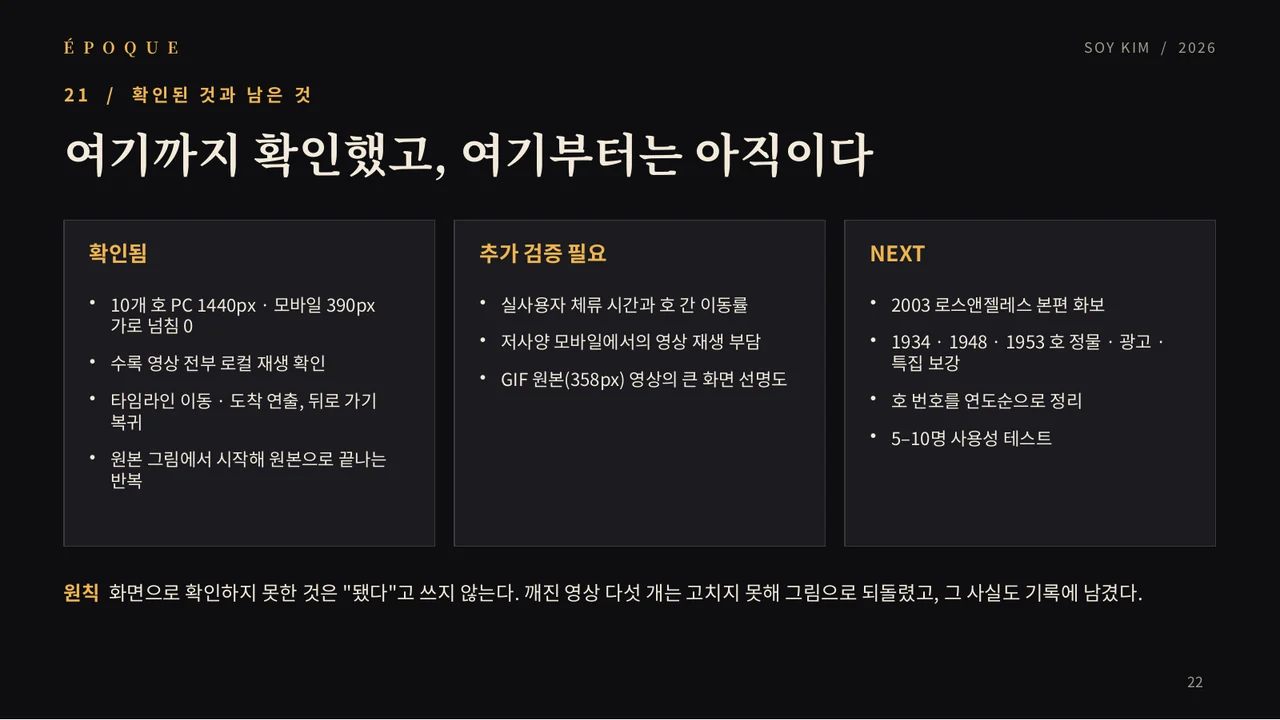 ÉPOQUE
SOY KIM / 2026
21 / 확인된 것과 남은 것
여기까지 확인했고, 여기부터는 아직이다
확인됨
• 10개 호 PC 1440px · 모바일 390px
가로 넘침 0
• 수록 영상 전부 로컬 재생 확인
• 타임라인 이동 · 도착 연출, 뒤로 가기
복귀
• 원본 그림에서 시작해 원본으로 끝나는
반복
추가 검증 필요
• 실사용자 체류 시간과 호 간 이동률
• 저사양 모바일에서의 영상 재생 부담
• GIF 원본(358px) 영상의 큰 화면 선명도
NEXT
• 2003 로스앤젤레스 본편 화보
• 1934 · 1948 · 1953 호 정물 · 광고 ·
특집 보강
• 호 번호를 연도순으로 정리
• 5–10명 사용성 테스트
원칙 화면으로 확인하지 못한 것은 "됐다"고 쓰지 않는다. 깨진 영상 다섯 개는 고치지 못해 그림으로 되돌렸고, 그 사실도 기록에 남겼다.
22